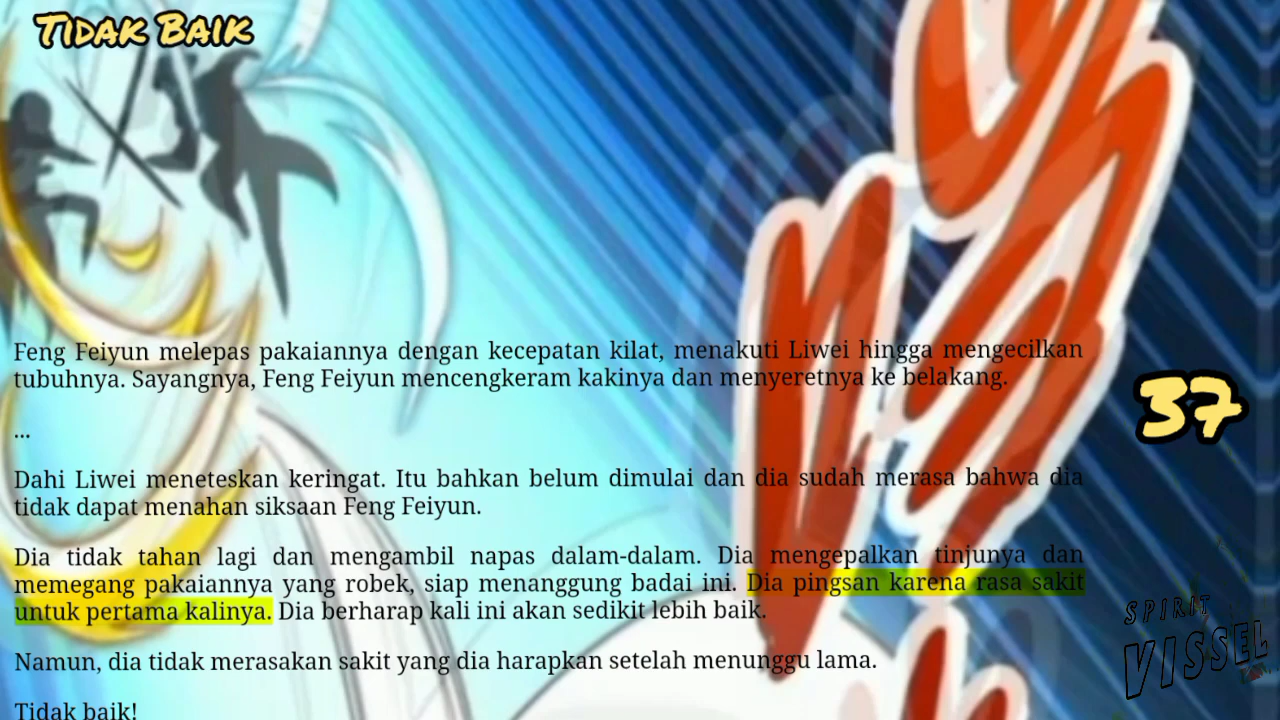 TIDAK BAIK
Feng Feiyun melepas pakaiannya dengan kecepatan kilat, menakuti Liwei hingga mengecilkan
tubuhnya. Sayangnya, Feng Feiyun mencengkeram kakinya dan menyeretnya ke belakang.
...
37
Dahi Liwei meneteskan keringat. Itu bahkan belum dimulai dan dia sudah merasa bahwa dia
tidak dapat menahan siksaan Feng Feiyun.
Dia tidak tahan lagi dan mengambil napas dalam-dalam. Dia mengepalkan tinjunya dan
memegang pakaiannya yang robek, siap menanggung badai ini. Dia pingsan karena rasa sakit
untuk pertama kalinya. Dia berharap kali ini akan sedikit lebih baik.
SPIRIT
VISSEL
Namun, dia tidak merasakan sakit yang dia harapkan setelah menunggu lama.
Tidak baik!